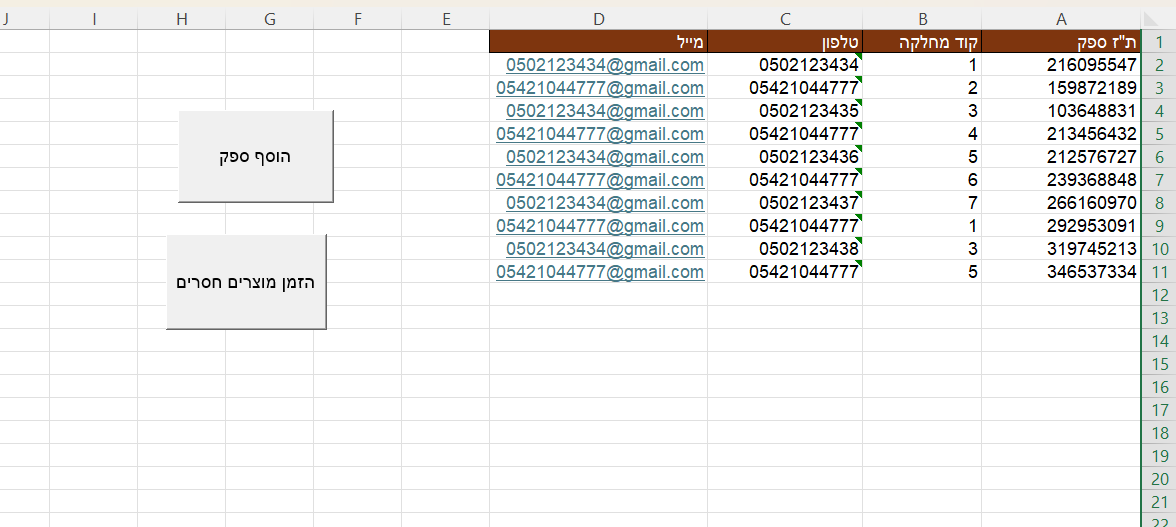 A B C D E F G H I J
1 ת"ז ספק קוד מחלקה טלפון מייל
2 216095547 1 0502123434 0502123434@gmail.com
3 159872189 2 05421044777 05421044777@gmail.com
4 103648831 3 0502123435 0502123434@gmail.com
5 213456432 4 05421044777 05421044777@gmail.com
6 212576727 5 0502123436 0502123434@gmail.com
7 239368848 6 05421044777 05421044777@gmail.com
8 266160970 7 0502123437 0502123434@gmail.com
9 292953091 1 05421044777 05421044777@gmail.com
10 319745213 3 0502123438 0502123434@gmail.com
11 346537334 5 05421044777 05421044777@gmail.com
12
13
14
15
16
17
18
19
20
21
22
הוסף ספק
הזמן מוצרים חסרים